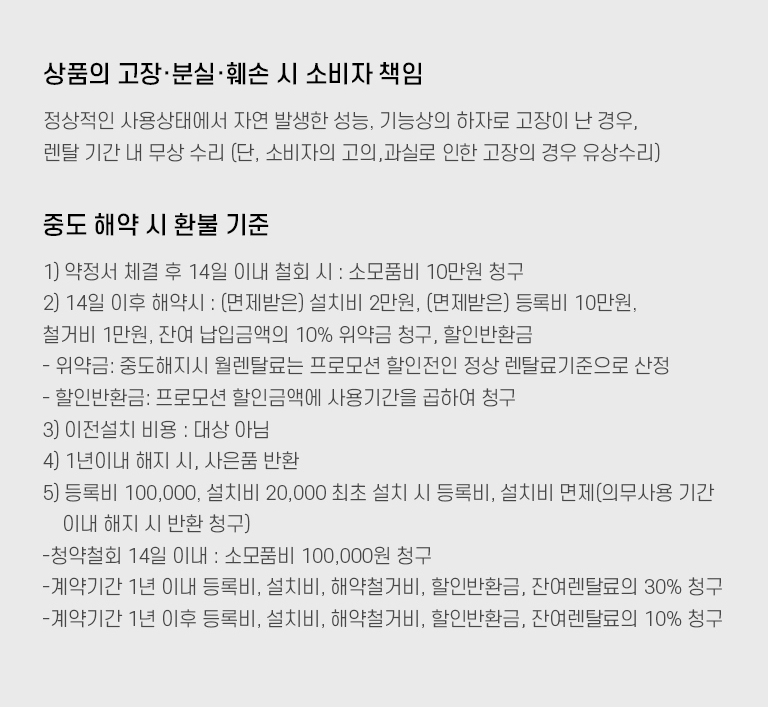 상품의 고장·분실·훼손 시 소비자 책임
정상적인 사용상태에서 자연 발생한 성능, 기능상의 하자로 고장이 난 경우,
렌탈 기간 내 무상 수리 (단, 소비자의 고의,과실로 인한 고장의 경우 유상수리)
중도 해약 시 환불 기준
1) 약정서 체결 후 14일 이내 철회 시 : 소모품비 10만원 청구
2) 14일 이후 해약시 : (면제받은) 설치비 2만원, (면제받은) 등록비 10만원,
철거비 1만원, 잔여 납입금액의 10% 위약금 청구, 할인반환금
- 위약금: 중도해지시 월렌탈료는 프로모션 할인전인 정상 렌탈료기준으로 산정
- 할인반환금: 프로모션 할인금액에 사용기간을 곱하여 청구
3) 이전설치 비용 : 대상 아님
4) 1년이내 해지 시, 사은품 반환
5) 등록비 100,000, 설치비 20,000 최초 설치 시 등록비, 설치비 면제(의무사용 기간
이내 해지 시 반환 청구)
-청약철회 14일 이내 : 소모품비 100,000원 청구
-계약기간 1년 이내 등록비, 설치비, 해약철거비, 할인반환금, 잔여렌탈료의 30% 청구
-계약기간 1년 이후 등록비, 설치비, 해약철거비, 할인반환금, 잔여렌탈료의 10% 청구